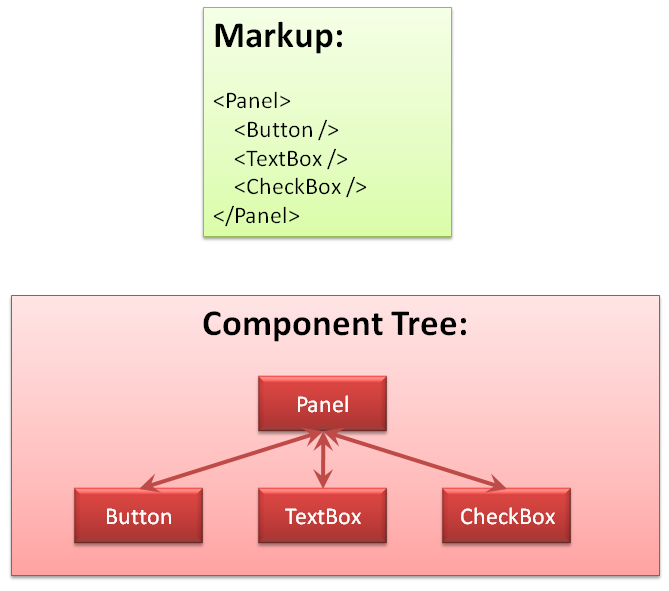 Markup:
<Panel>
<Button />
<TextBox />
<CheckBox />
</Panel>
Component Tree:
Panel
Button
TextBox
CheckBox